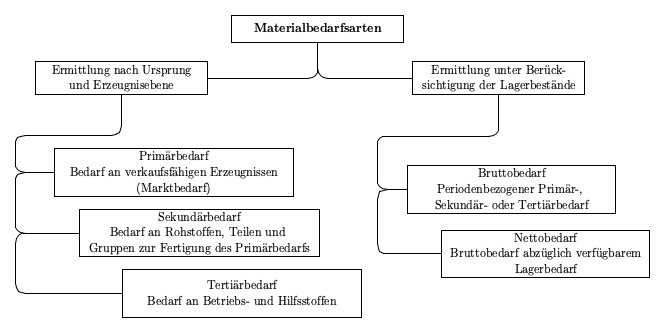 Materialbedarfsarten
Ermittlung nach Ursprung
und Erzeugnisebene
Ermittlung unter Berück-
sichtigung der Lagerbestände
Primärbedarf
Bedarf an verkaufsfähigen Erzeugnissen
(Marktbedarf)
Sekundärbedarf
Bedarf an Rohstoffen, Teilen und
Gruppen zur Fertigung des Primärbedarfs
Tertiärbedarf
Bedarf an Betriebs- und Hilfsstoffen
Bruttobedarf
Periodenbezogener Primär-,
Sekundär- oder Tertiärbedarf
Nettobedarf
Bruttobedarf abzüglich verfügbarem
Lagerbedarf